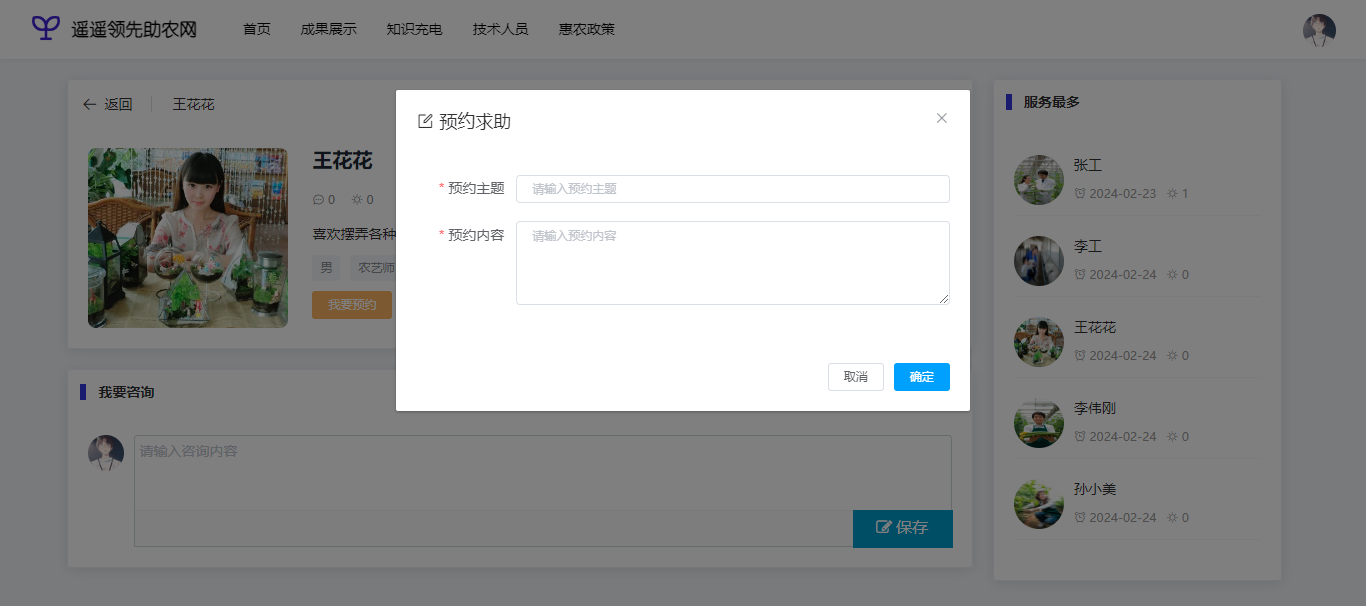 遥遥领先助农网 首页 成果展示 知识充电 技术人员 惠农政策
返回 王花花
王花花
0 0
喜欢摆弄各种
男 农艺师
我要预约
预约求助
* 预约主题 请输入预约主题
* 预约内容 请输入预约内容
取消 确定
我要咨询
请输入咨询内容
保存
服务最多
张工
2024-02-23 1
李工
2024-02-24 0
王花花
2024-02-24 0
李伟刚
2024-02-24 0
孙小美
2024-02-24 0